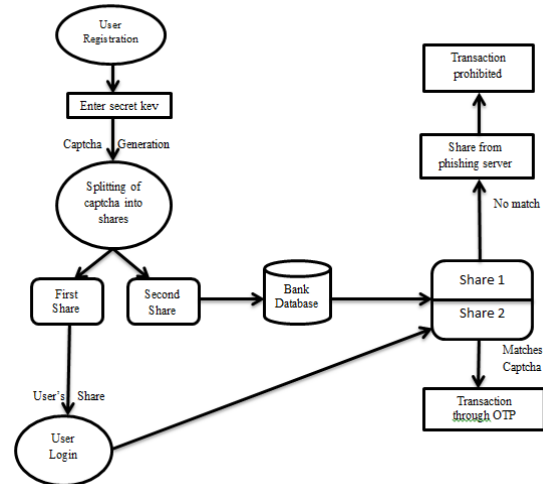 User
Registration
Enter secret kev
Captcha Generation
Splitting of
captcha into
shares
First
Share
Second
Share
Bank
Database
User's Share
User
Login
Transaction
prohibited
Share from
phishing server
No match
Share 1
Share 2
Matches
Captcha
Transaction
through OTP